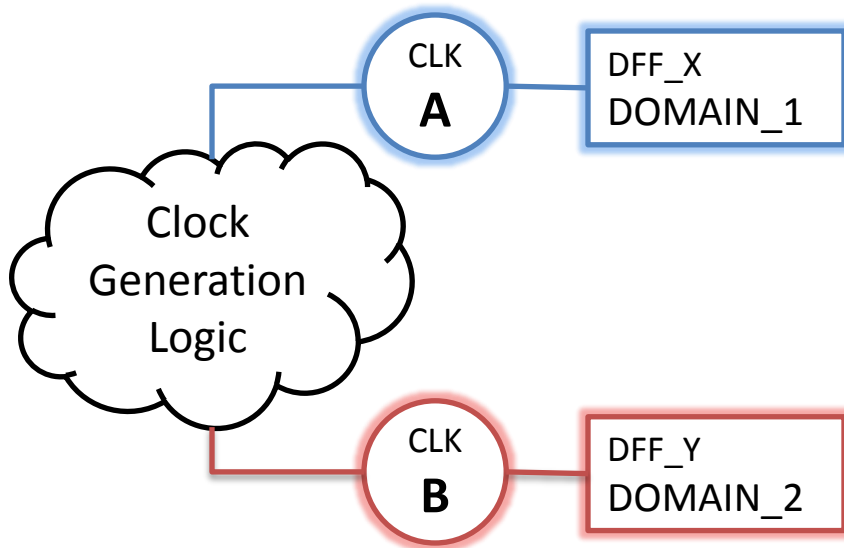 CLK
A
DFF_X
DOMAIN_1
Clock
Generation
Logic
CLK
B
DFF_Y
DOMAIN_2